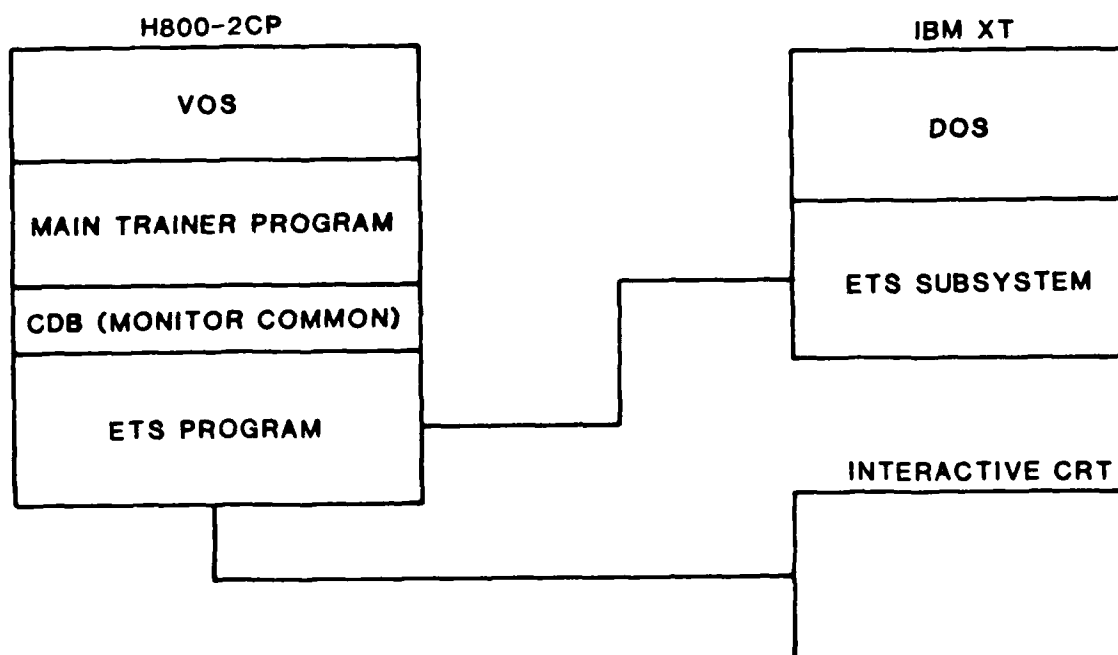 H800-2CP
VOS
MAIN TRAINER PROGRAM
CDB (MONITOR COMMON)
ETS PROGRAM
IBM XT
DOS
ETS SUBSYSTEM
INTERACTIVE CRT